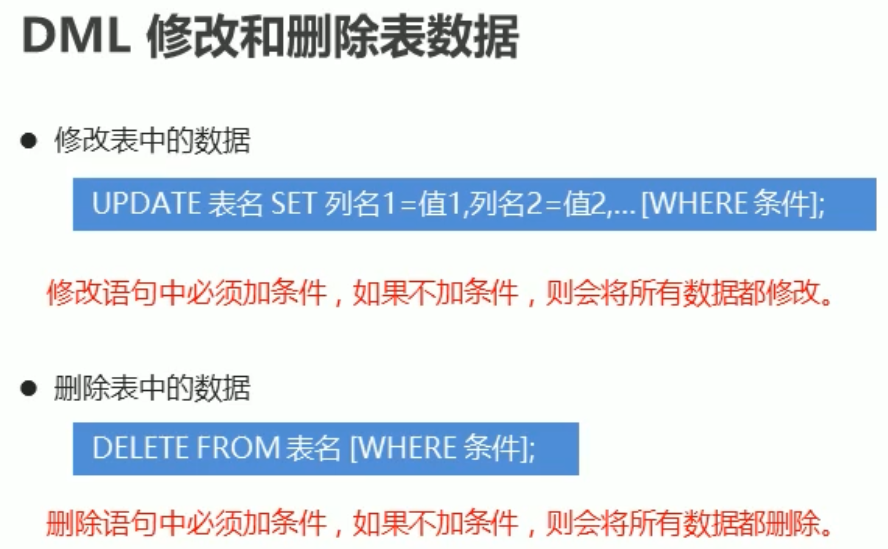 DML 修改和删除表数据
● 修改表中的数据
UPDATE 表名 SET 列名1=值1,列名2=值2,... [WHERE 条件];
修改语句中必须加条件，如果不加条件，则会将所有数据都修改。
● 删除表中的数据
DELETE FROM 表名 [WHERE 条件];
删除语句中必须加条件，如果不加条件，则会将所有数据都删除。